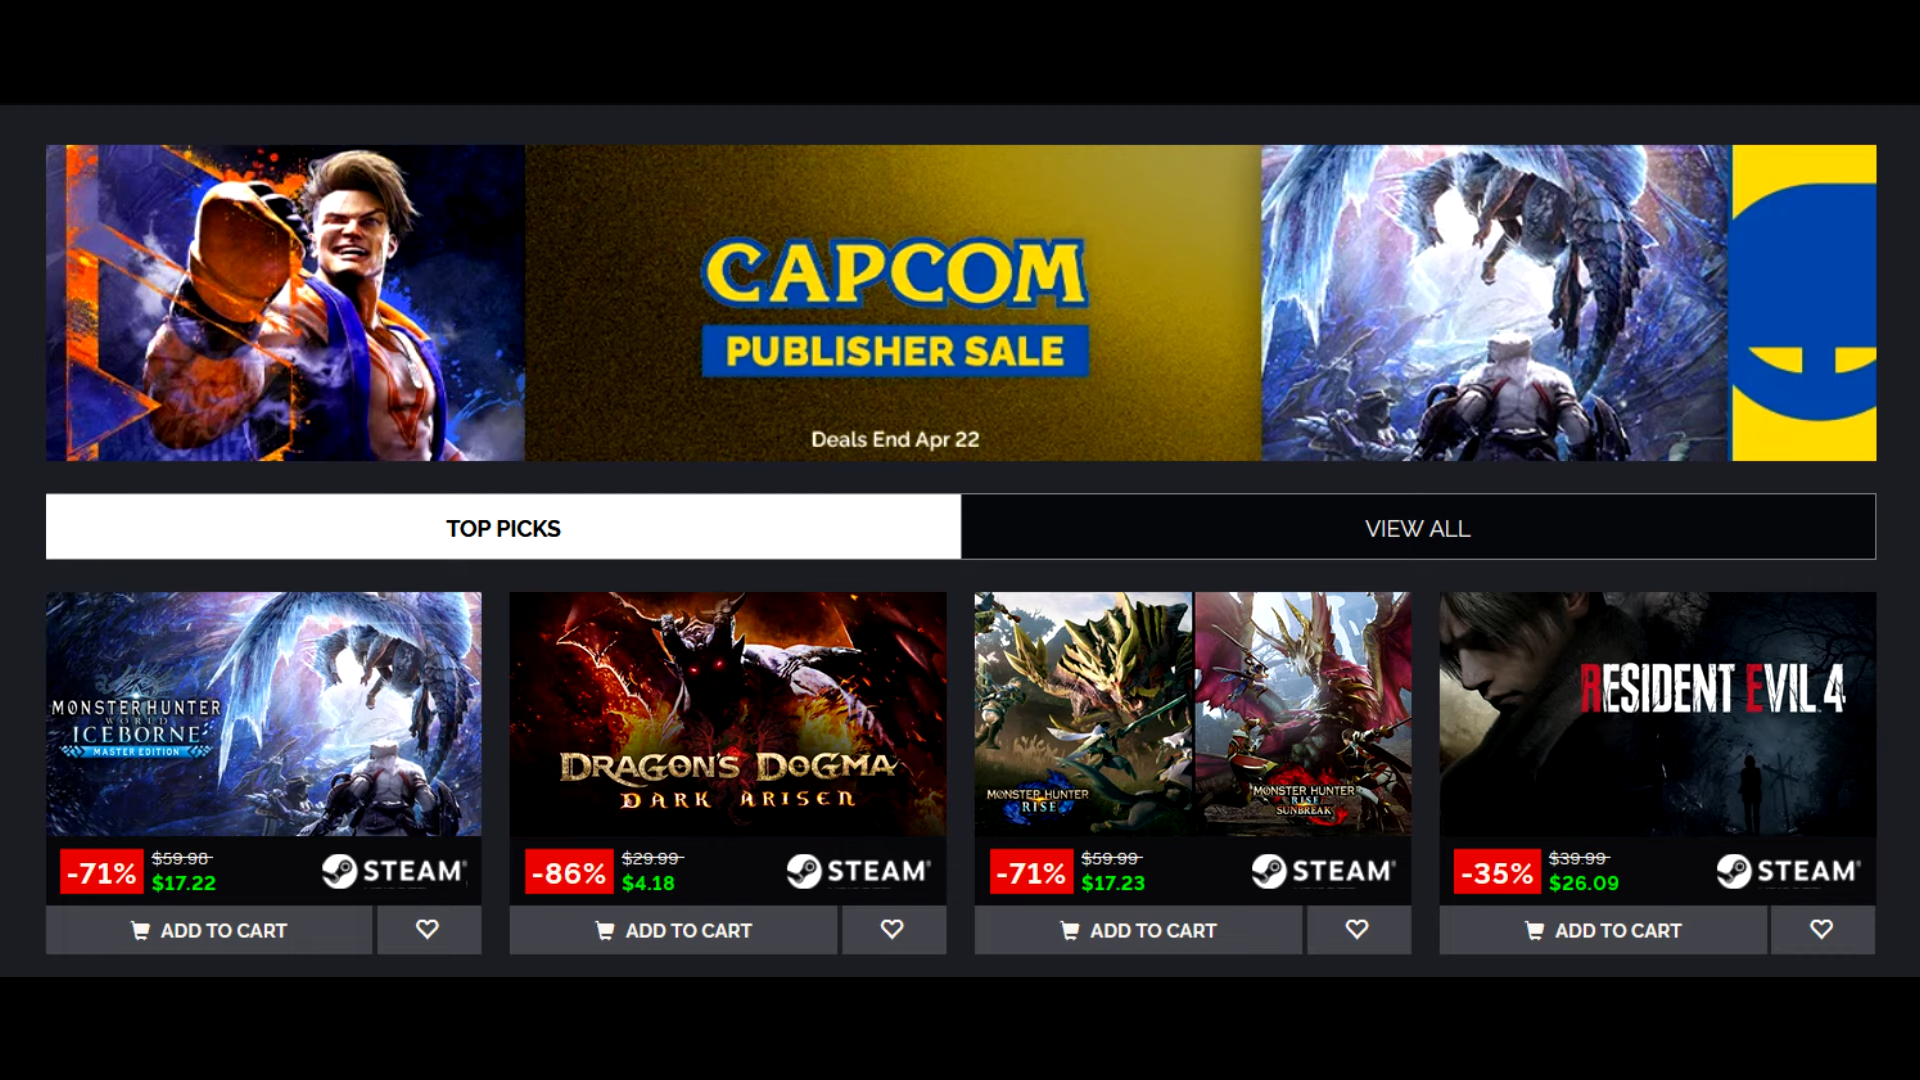 CAPCOM
PUBLISHER SALE
Deals End Apr 22
TOP PICKS
VIEW ALL
MONSTER HUNTER
WORLD
ICEBORNE
MASTER EDITION
DRAGON'S DOGMA
DARK ARISEN
MONSTER HUNTER
RISE
MONSTER HUNTER
RISE
SUNBREAK
RESIDENT EVIL 4
-71%
$59.98
$17.22
STEAM
-86%
$29.99
$4.18
STEAM
-71%
$59.99
$17.23
STEAM
-35%
$39.99
$26.09
STEAM
ADD TO CART
ADD TO CART
ADD TO CART
ADD TO CART